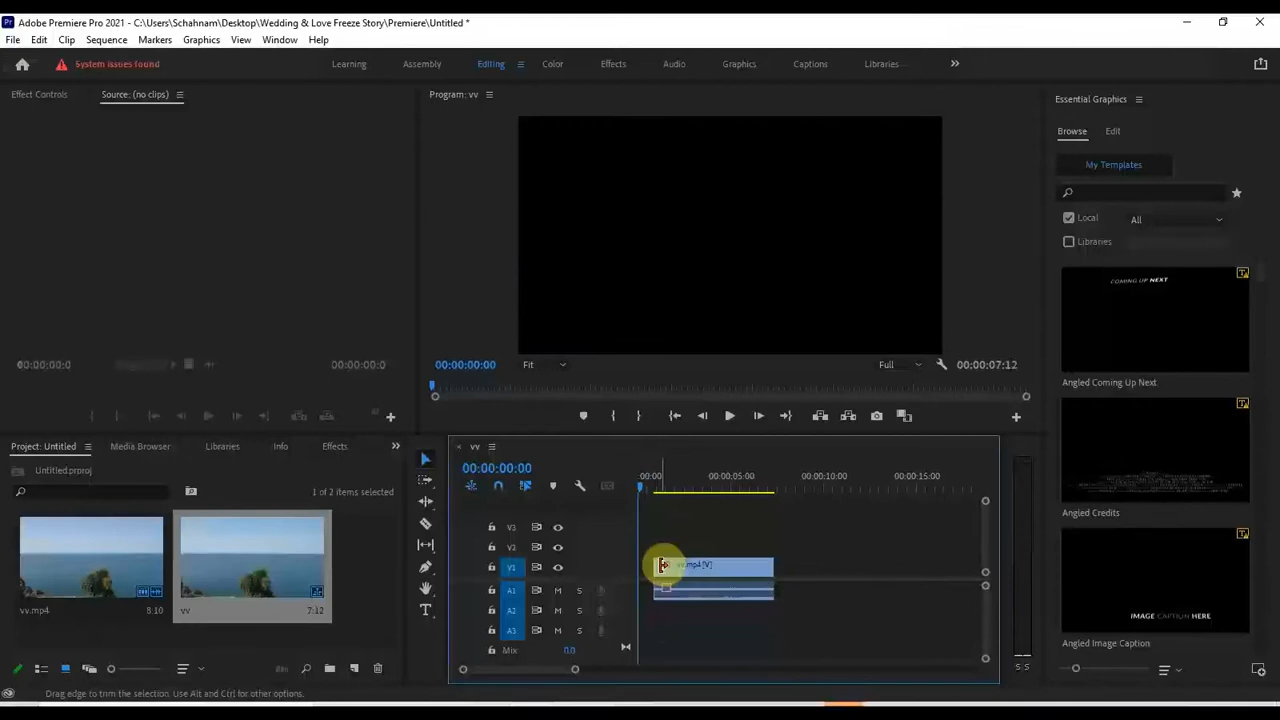 Adobe Premiere Pro 2021 - C:\Users\Schahnam\Desktop\Wedding & Love Freeze Story\Premiere\Untitled *
File Edit Clip Sequence Markers Graphics View Window Help
System issues found
Learning Assembly Editing Color Effects Audio Graphics Captions Libraries
Effect Controls Source: (no clips)
Program: vv
Essential Graphics
Browse Edit
My Templates
Local All
Libraries
COMING UP NEXT
Angled Coming Up Next
00:00:00:0 00:00:00:0
00:00:00:00 Fit Full 00:00:07:12
Angled Credits
IMAGE CAPTION HERE
Angled Image Caption
Project: Untitled Media Browser Libraries Info Effects
Untitled.prproj
1 of 2 items selected
vv.mp4 8:10
vv 7:12
vv
00:00:00:00
00:00 00:00:05:00 00:00:10:00 00:00:15:00
V3
V2
V1
vv.mp4 [V]
A1 M S
A2 M S
A3 M S
Mix 0.0
S S
Drag edge to trim the selection. Use Alt and Ctrl for other options.